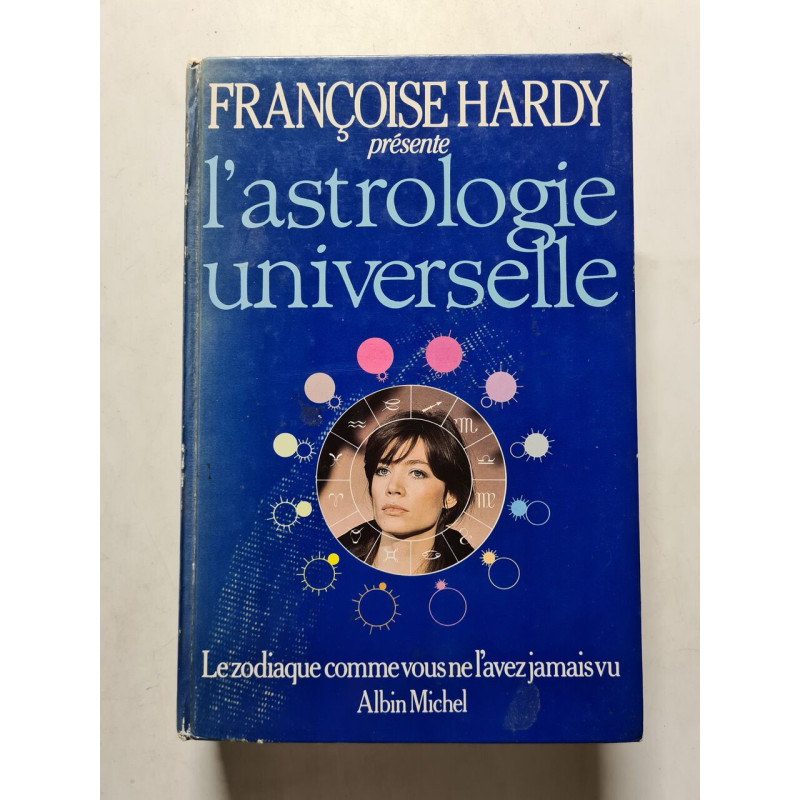 FRANÇOISE HARDY
présente
l'astrologie
universelle
Le zodiaque comme vous ne l'avez jamais vu
Albin Michel